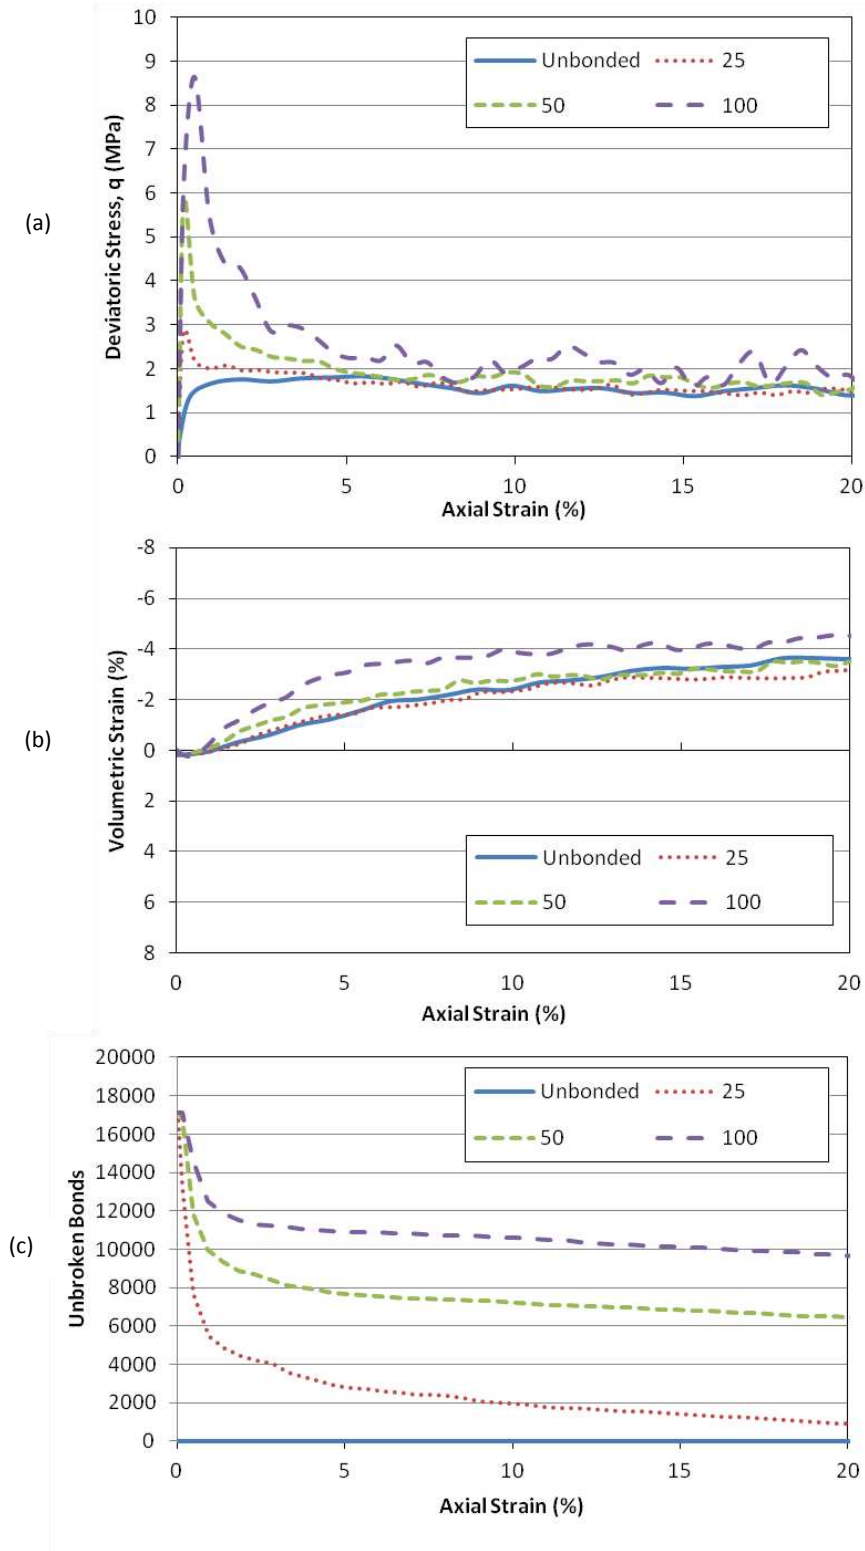 (a)
Deviatoric Stress, q (MPa)
10
9
8
7
6
5
4
3
2
1
0
Unbonded 25
50 100
0 5 10 15 20
Axial Strain (%)
(b)
Volumetric Strain (%)
-8
-6
-4
-2
0
2
4
6
8
Unbonded 25
50 100
0 5 10 15 20
Axial Strain (%)
(c)
Unbroken Bonds
20000
18000
16000
14000
12000
10000
8000
6000
4000
2000
0
Unbonded 25
50 100
0 5 10 15 20
Axial Strain (%)